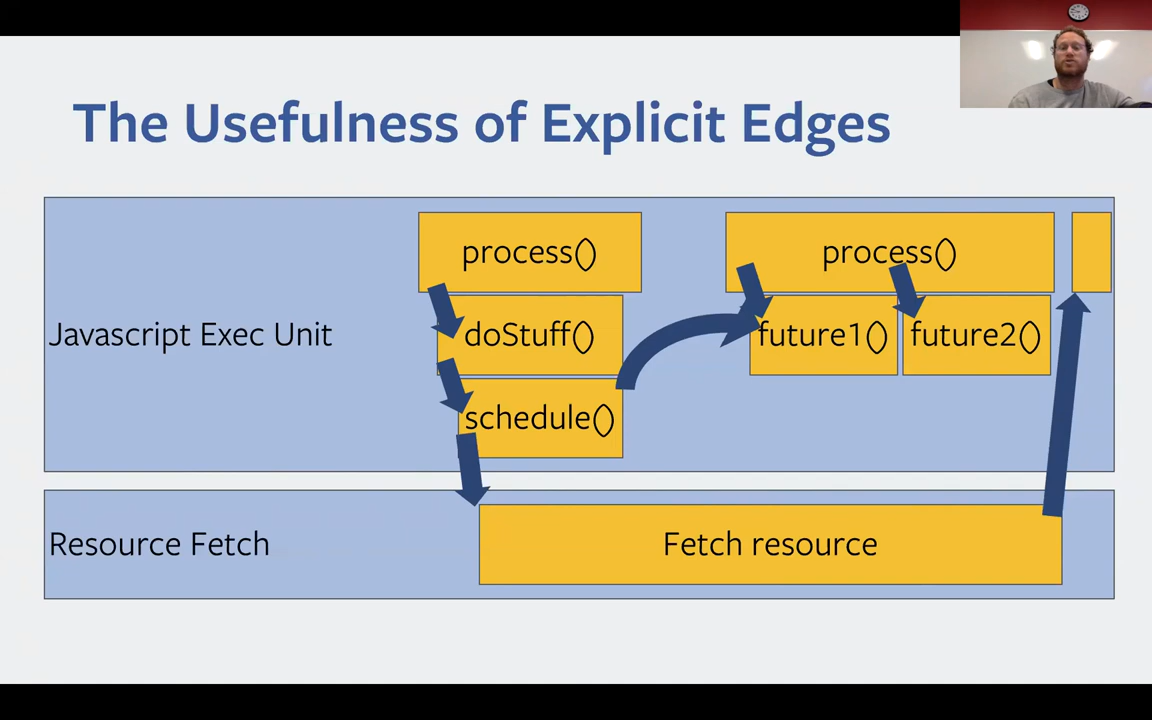 The Usefulness of Explicit Edges
process()
process()
Javascript Exec Unit
doStuff()
future1()
future2()
schedule()
Resource Fetch
Fetch resource